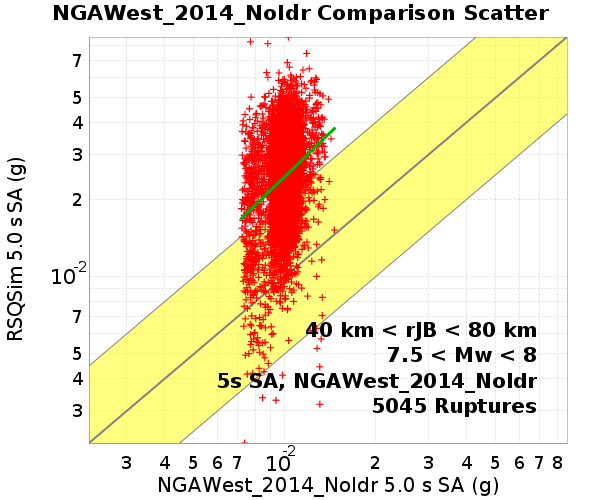 NGAWest_2014_NoIdr Comparison Scatter
RSQSim 5.0 s SA (g)
7
5
4
3
2
10-2
7
5
4
3
40 km < rJB < 80 km
7.5 < Mw < 8
5s SA, NGAWest_2014_NoIdr
5045 Ruptures
3 4 5 6 7 10-2 2 3 4 5 6 7 8
NGAWest_2014_NoIdr 5.0 s SA (g)